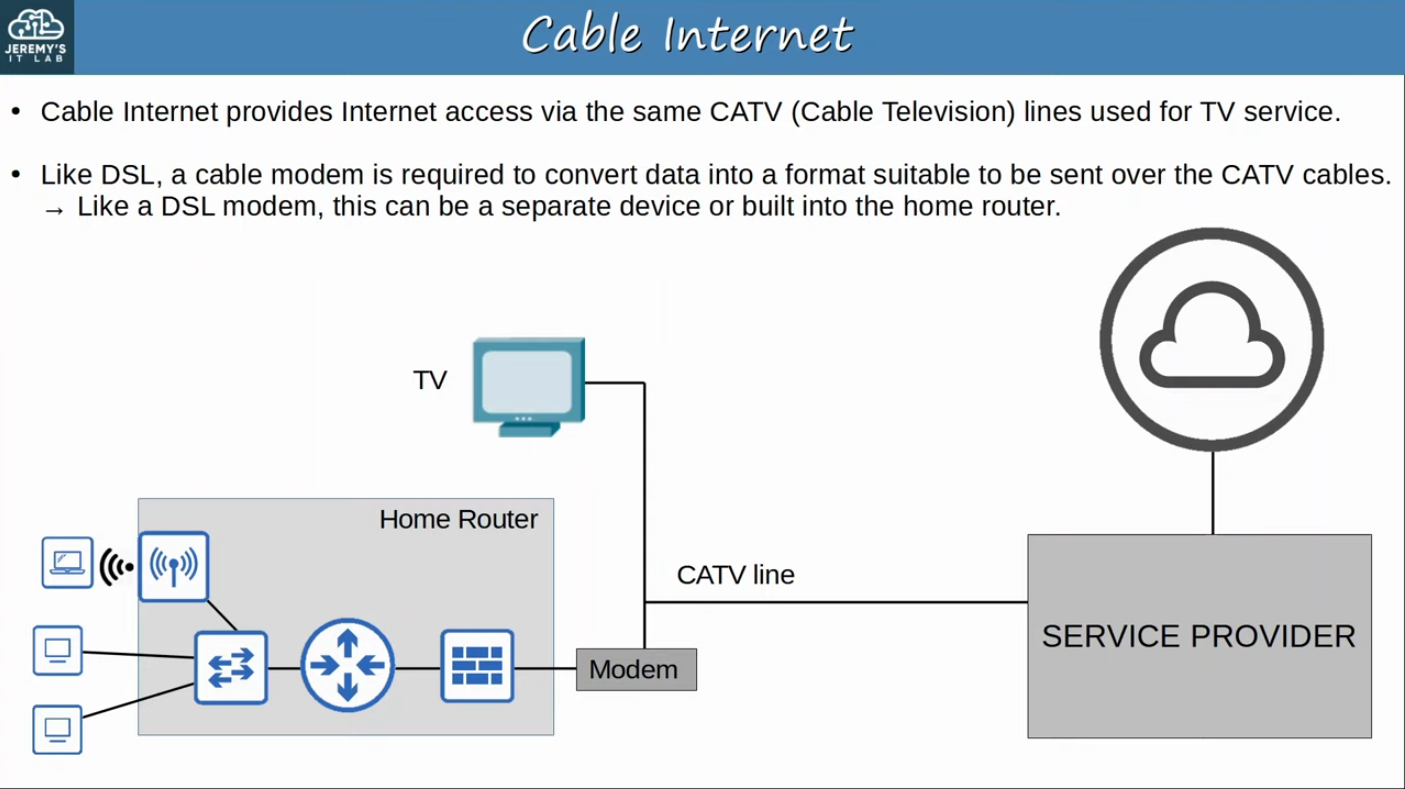 JEREMY'S
IT LAB
Cable Internet
• Cable Internet provides Internet access via the same CATV (Cable Television) lines used for TV service.
• Like DSL, a cable modem is required to convert data into a format suitable to be sent over the CATV cables.
→ Like a DSL modem, this can be a separate device or built into the home router.
TV
Home Router
CATV line
SERVICE PROVIDER
Modem